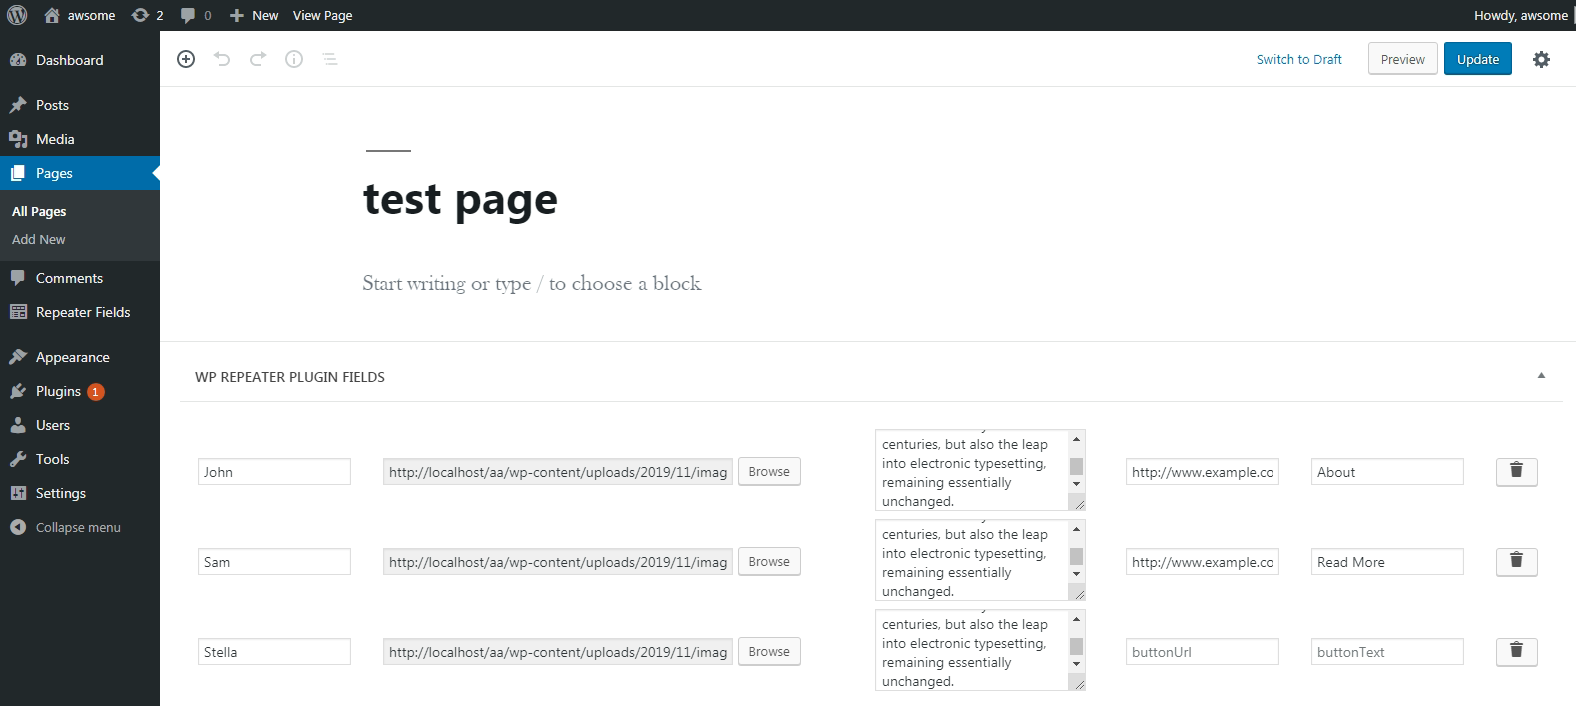 awsome 2 0 New View Page Howdy, awsome
Dashboard
Posts
Media
Pages
All Pages
Add New
Comments
Repeater Fields
Appearance
Plugins 1
Users
Tools
Settings
Collapse menu
Switch to Draft Preview Update
test page
Start writing or type / to choose a block
WP REPEATER PLUGIN FIELDS
John http://localhost/aa/wp-content/uploads/2019/11/imag Browse
centuries, but also the leap
into electronic typesetting,
remaining essentially
unchanged.
http://www.example.co About
Sam http://localhost/aa/wp-content/uploads/2019/11/imag Browse
centuries, but also the leap
into electronic typesetting,
remaining essentially
unchanged.
http://www.example.co Read More
Stella http://localhost/aa/wp-content/uploads/2019/11/imag Browse
centuries, but also the leap
into electronic typesetting,
remaining essentially
unchanged.
buttonUrl buttonText